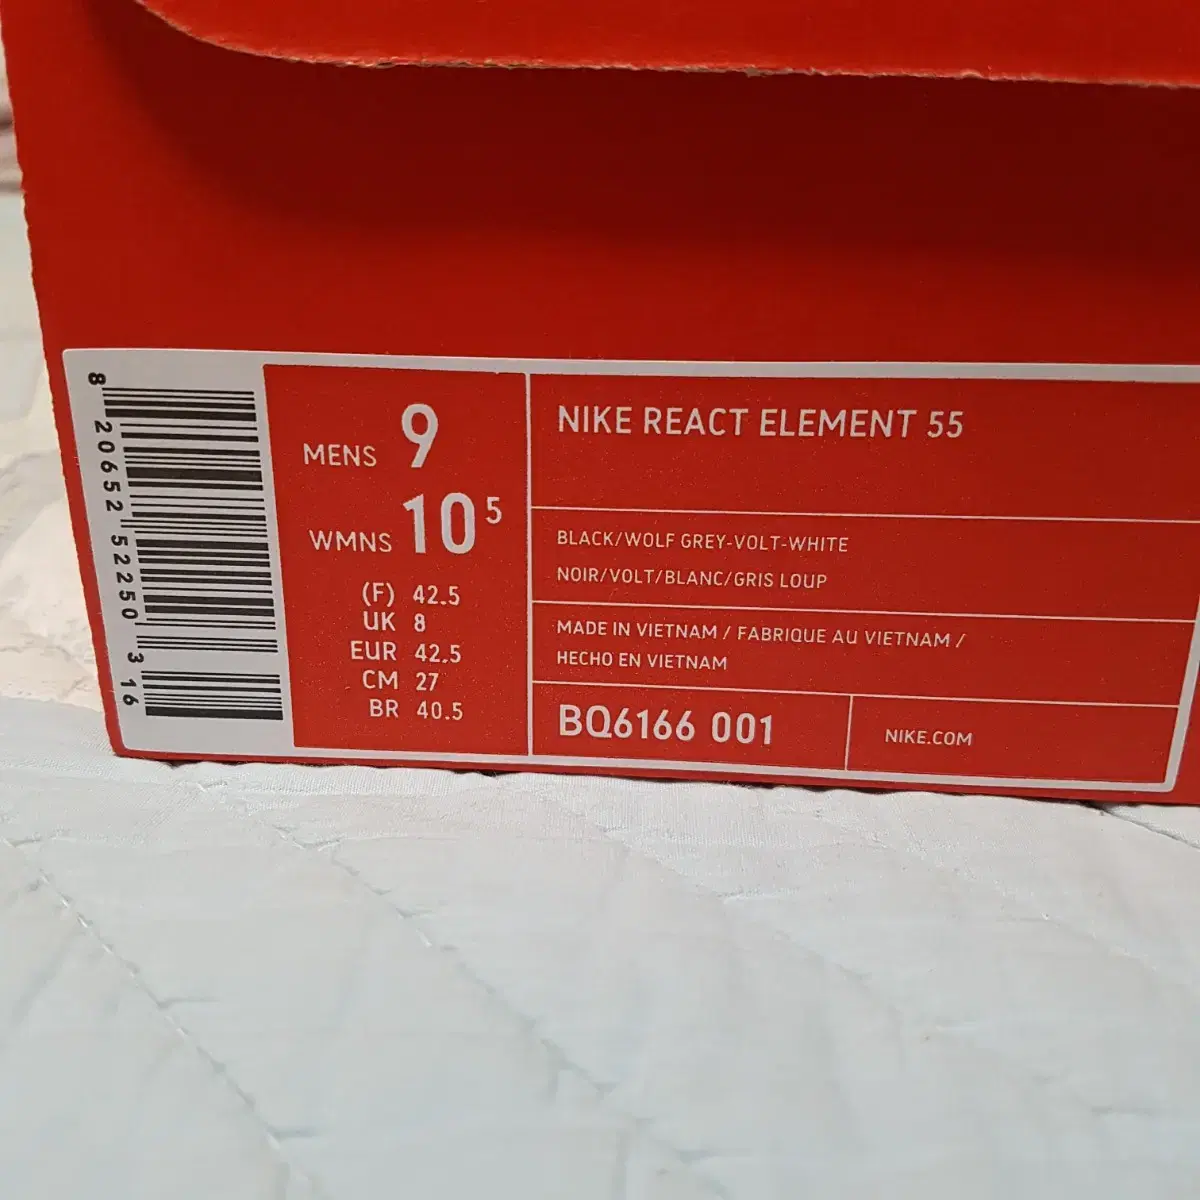 8 20652 52250 3 16
MENS 9
WMNS 10 5
(F) 42.5
UK 8
EUR 42.5
CM 27
BR 40.5
NIKE REACT ELEMENT 55
BLACK/WOLF GREY-VOLT-WHITE
NOIR/VOLT/BLANC/GRIS LOUP
MADE IN VIETNAM / FABRIQUE AU VIETNAM /
HECHO EN VIETNAM
BQ6166 001
NIKE.COM